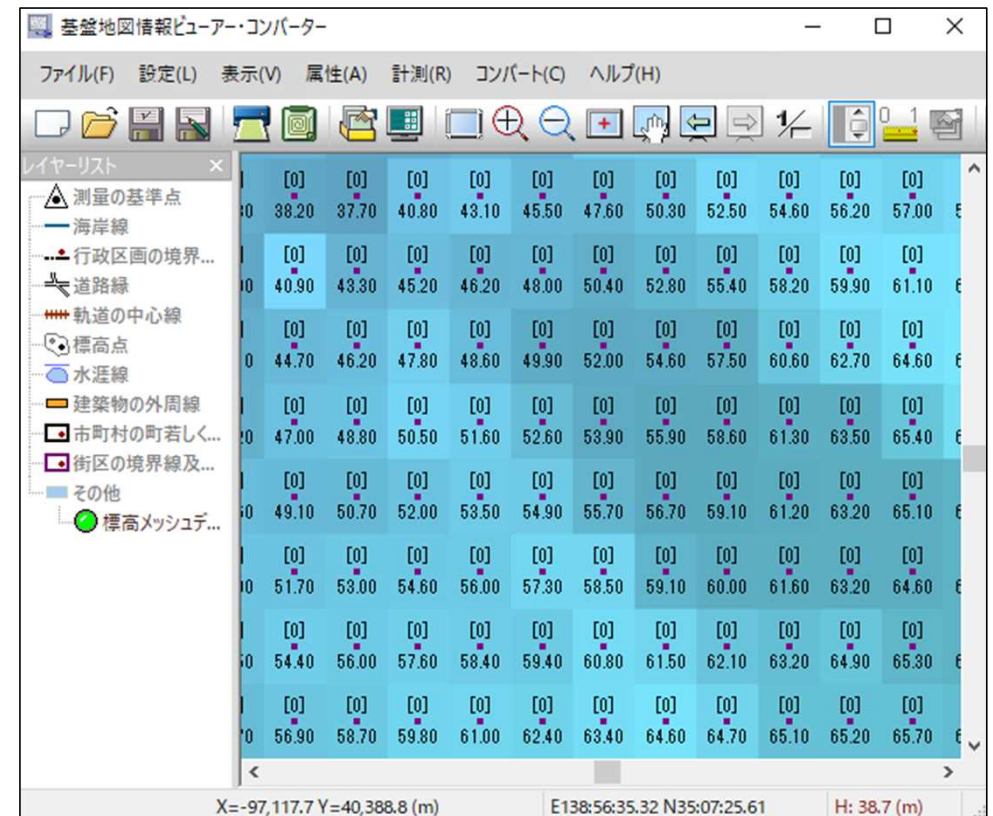 基盤地図情報ビューアー・コンバーター
ファイル(F) 設定(L) 表示(V) 属性(A) 計測(R) コンバート(C) ヘルプ(H)
レイヤーリスト
測量の基準点
海岸線
行政区画の境界...
道路縁
軌道の中心線
標高点
水涯線
建築物の外周線
市町村の町若しく...
街区の境界線及...
その他
標高メッシュデ...
[0] [0] [0] [0] [0] [0] [0] [0] [0] [0] [0]
38.20 37.70 40.80 43.10 45.50 47.60 50.30 52.50 54.60 56.20 57.00
[0] [0] [0] [0] [0] [0] [0] [0] [0] [0] [0]
40.90 43.30 45.20 46.20 48.00 50.40 52.80 55.40 58.20 59.90 61.10
[0] [0] [0] [0] [0] [0] [0] [0] [0] [0] [0]
44.70 46.20 47.80 48.60 49.90 52.00 54.60 57.50 60.60 62.70 64.60
[0] [0] [0] [0] [0] [0] [0] [0] [0] [0] [0]
47.00 48.80 50.50 51.60 52.60 53.90 55.90 58.60 61.30 63.50 65.40
[0] [0] [0] [0] [0] [0] [0] [0] [0] [0] [0]
49.10 50.70 52.00 53.50 54.90 55.70 56.70 59.10 61.20 63.20 65.10
[0] [0] [0] [0] [0] [0] [0] [0] [0] [0] [0]
51.70 53.00 54.60 56.00 57.30 58.50 59.10 60.00 61.60 63.20 64.60
[0] [0] [0] [0] [0] [0] [0] [0] [0] [0] [0]
54.40 56.00 57.60 58.40 59.40 60.80 61.50 62.10 63.20 64.90 65.30
[0] [0] [0] [0] [0] [0] [0] [0] [0] [0] [0]
56.90 58.70 59.80 61.00 62.40 63.40 64.60 64.70 65.10 65.20 65.70
X=-97,117.7 Y=40,388.8 (m) E138:56:35.32 N35:07:25.61 H: 38.7 (m)